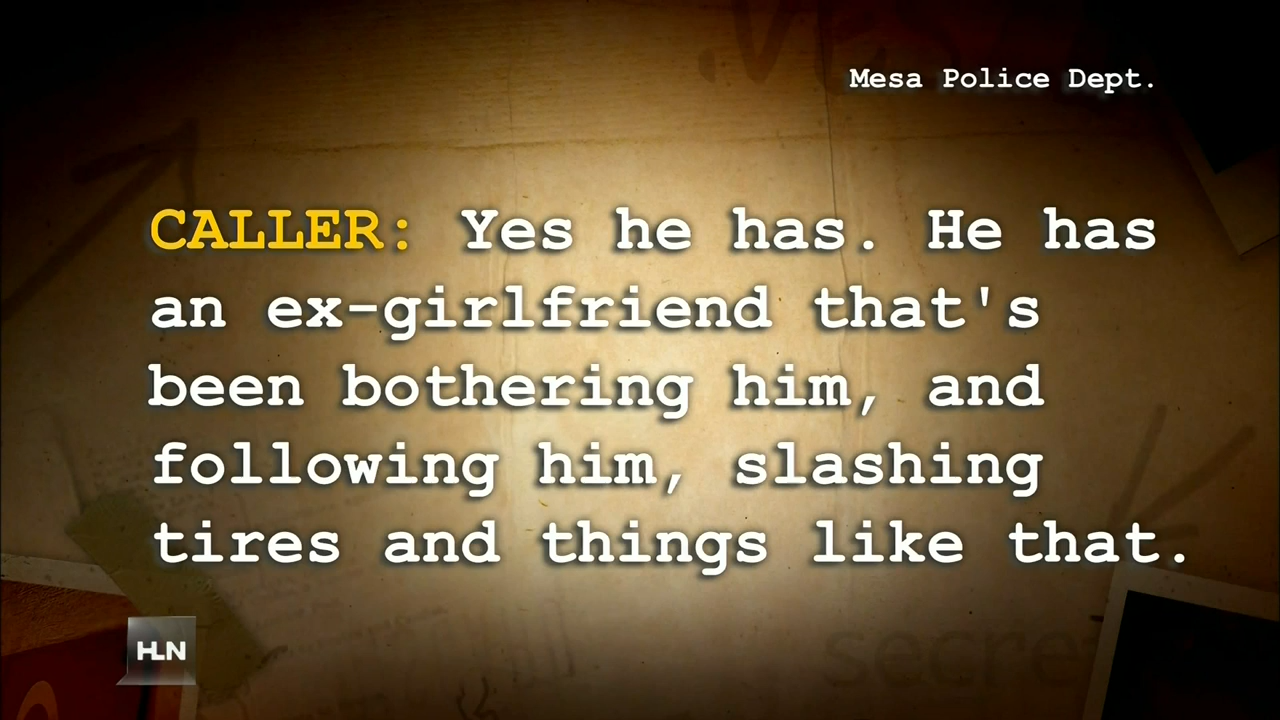 Mesa Police Dept.
CALLER: Yes he has. He has
an ex-girlfriend that's
been bothering him, and
following him, slashing
tires and things like that.
HLN